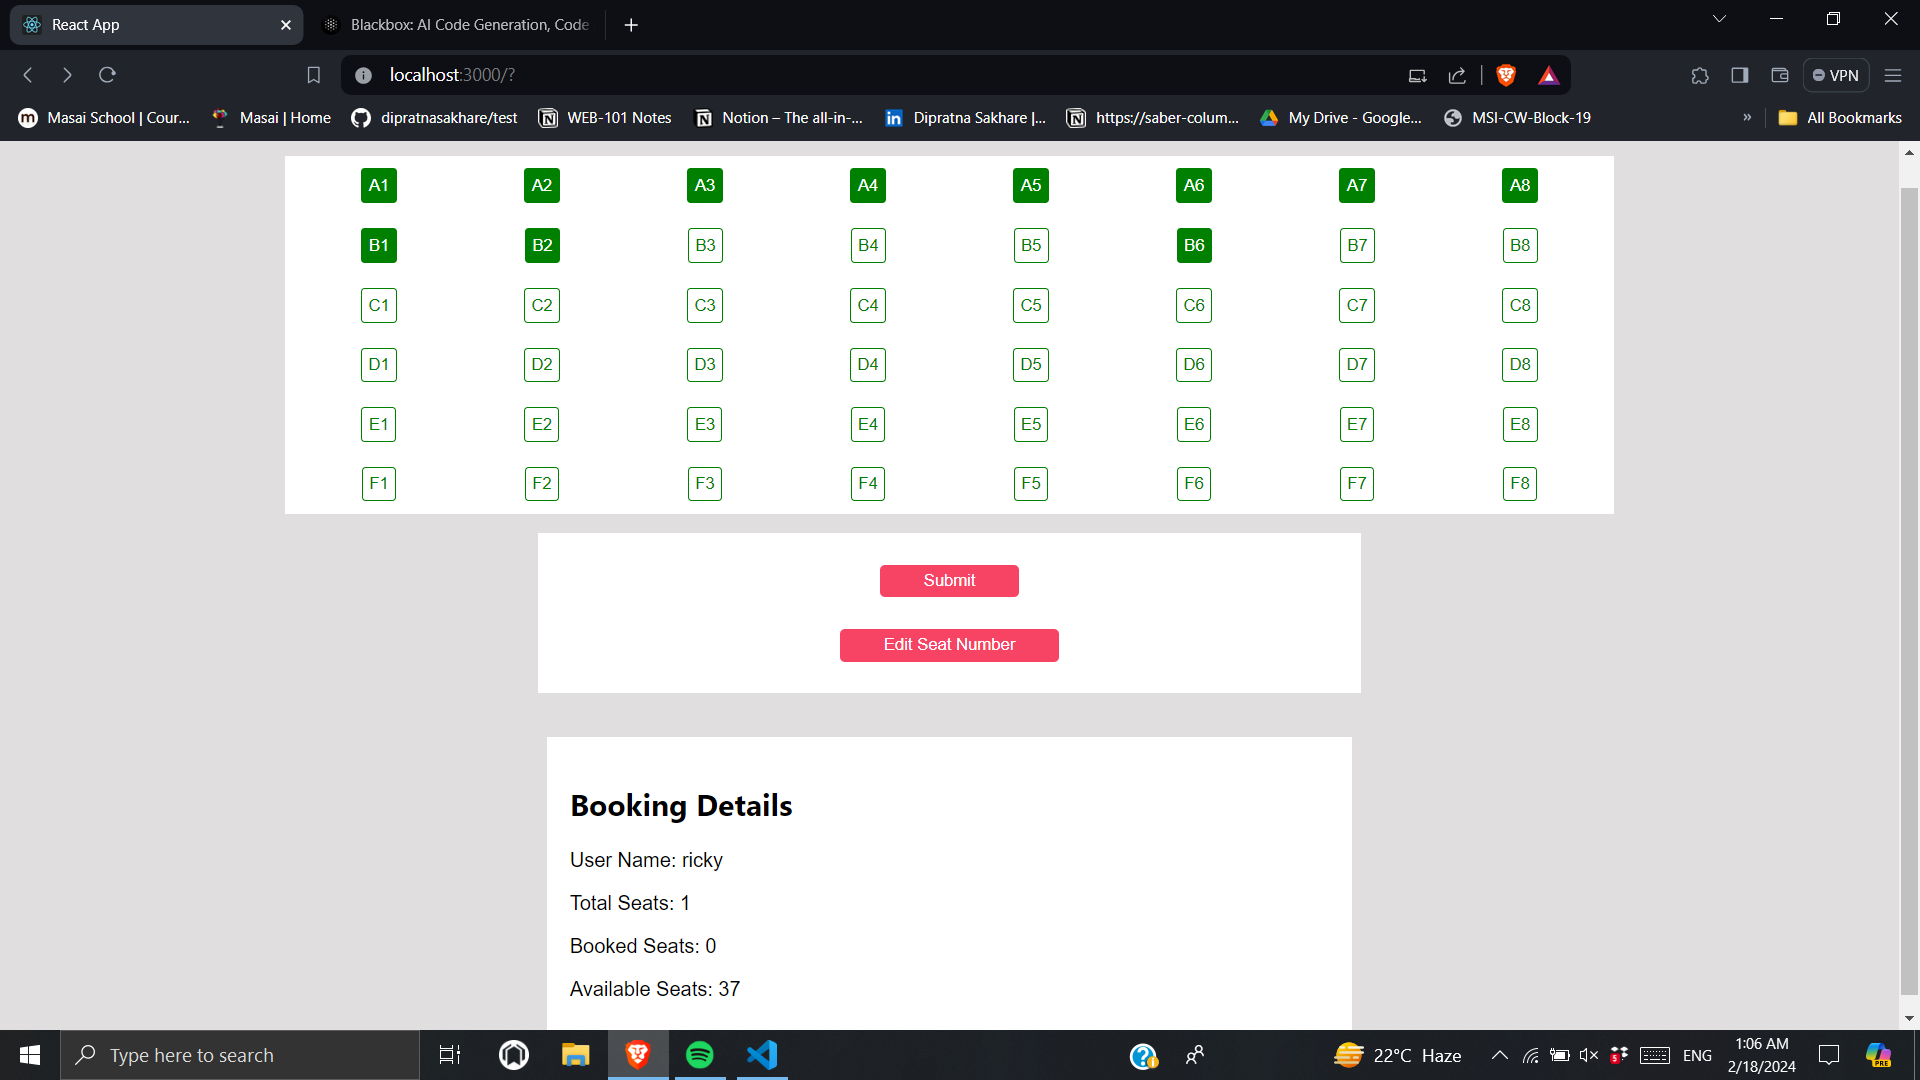 React App
Blackbox: AI Code Generation, Code
localhost:3000/?
VPN
Masai School | Cour...
Masai | Home
dipratnasakhare/test
WEB-101 Notes
Notion – The all-in-...
Dipratna Sakhare |...
https://saber-colum...
My Drive - Google...
MSI-CW-Block-19
»
All Bookmarks
A1 A2 A3 A4 A5 A6 A7 A8
B1 B2 B3 B4 B5 B6 B7 B8
C1 C2 C3 C4 C5 C6 C7 C8
D1 D2 D3 D4 D5 D6 D7 D8
E1 E2 E3 E4 E5 E6 E7 E8
F1 F2 F3 F4 F5 F6 F7 F8
Submit
Edit Seat Number
Booking Details
User Name: ricky
Total Seats: 1
Booked Seats: 0
Available Seats: 37
Type here to search
22°C Haze
5
ENG
1:06 AM
2/18/2024
PRE